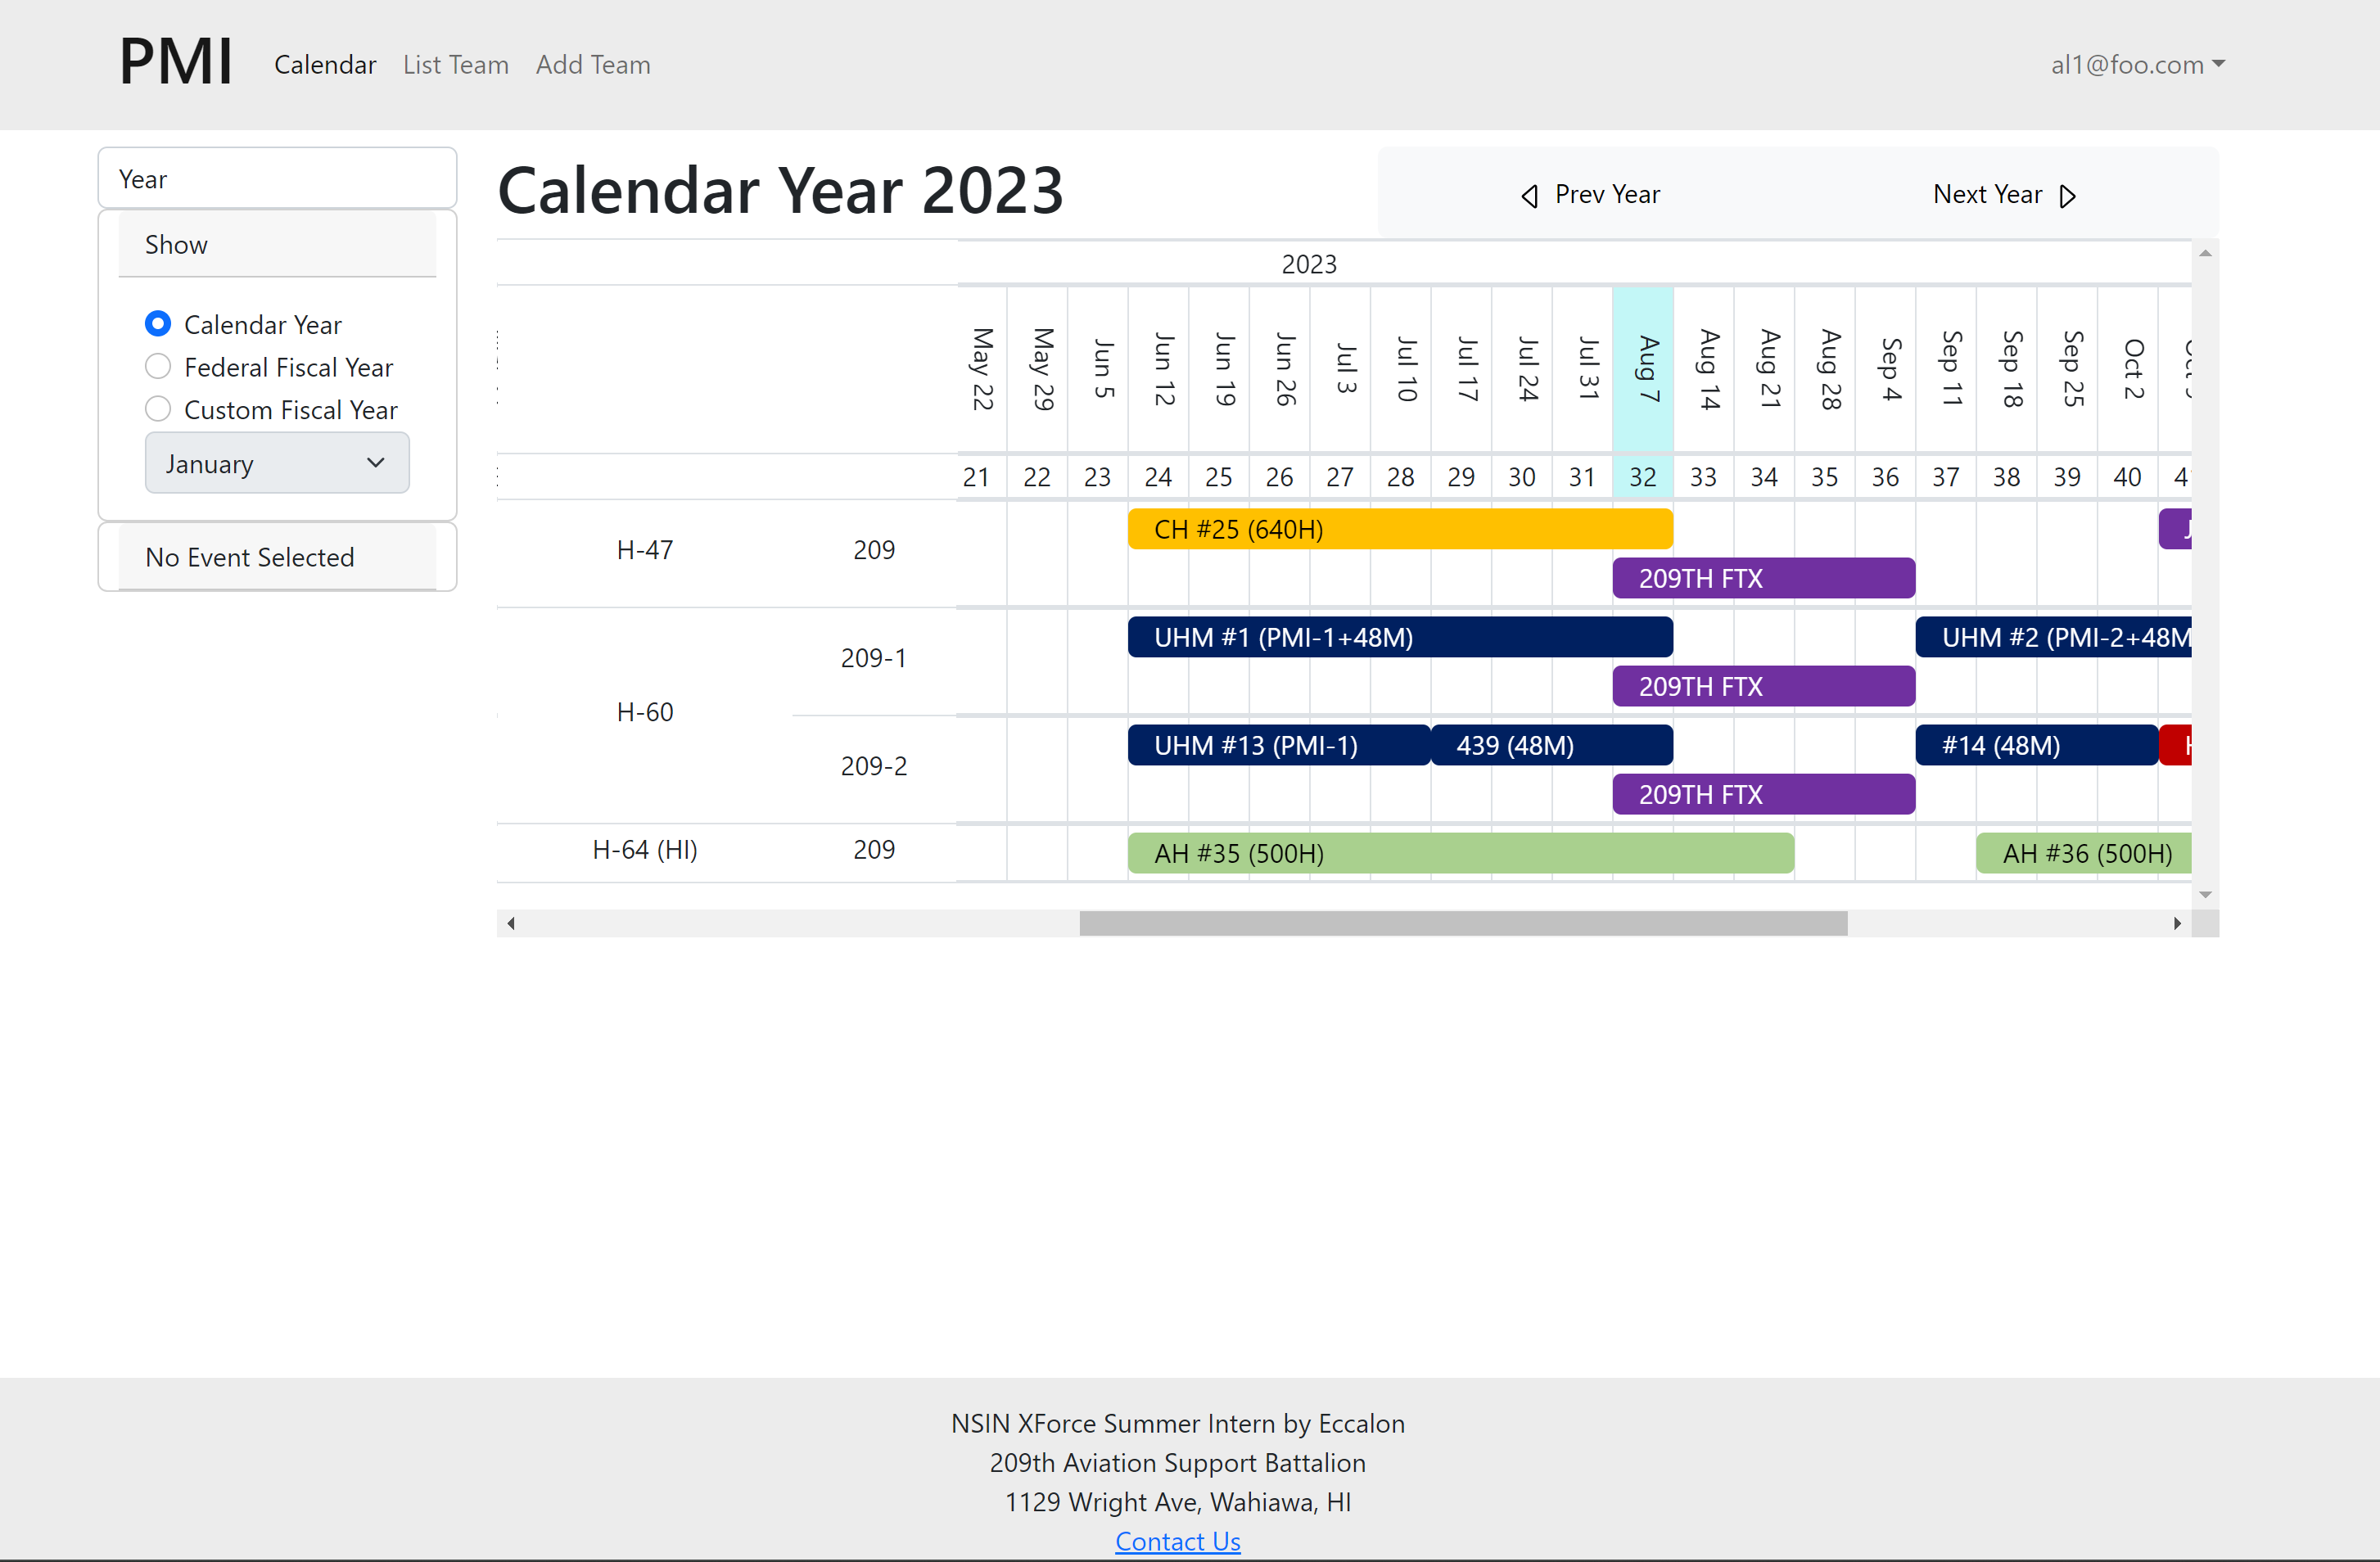 PMI Calendar List Team Add Team al1@foo.com
Year
Show
Calendar Year
Federal Fiscal Year
Custom Fiscal Year
January
No Event Selected
Calendar Year 2023
Prev Year Next Year
2023
May 22 May 29 Jun 5 Jun 12 Jun 19 Jun 26 Jul 3 Jul 10 Jul 17 Jul 24 Jul 31 Aug 7 Aug 14 Aug 21 Aug 28 Sep 4 Sep 11 Sep 18 Sep 25 Oct 2
21 22 23 24 25 26 27 28 29 30 31 32 33 34 35 36 37 38 39 40
H-47 209 CH #25 (640H)
209TH FTX
H-60 209-1 UHM #1 (PMI-1+48M) UHM #2 (PMI-2+48M
209TH FTX
209-2 UHM #13 (PMI-1) 439 (48M) #14 (48M)
209TH FTX
H-64 (HI) 209 AH #35 (500H) AH #36 (500H)
NSIN XForce Summer Intern by Eccalon
209th Aviation Support Battalion
1129 Wright Ave, Wahiawa, HI
Contact Us